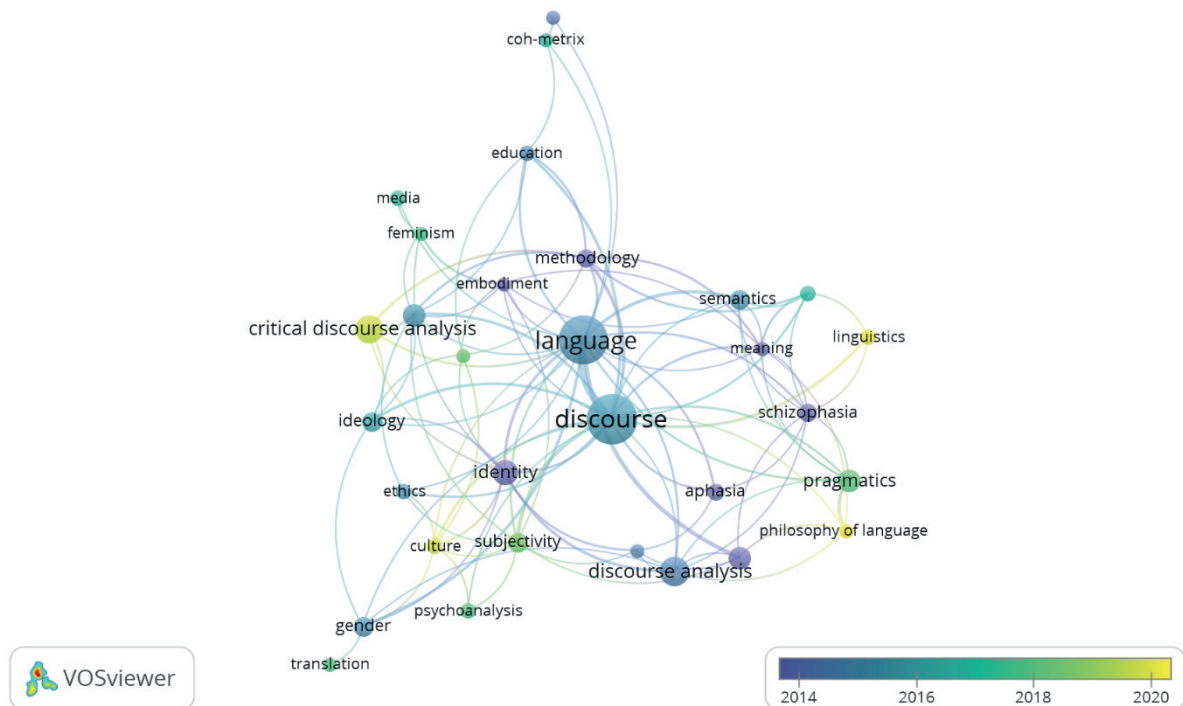 coh-metrix
education
media
feminism
methodology
embodiment
semantics
critical discourse analysis
language
linguistics
meaning
schizophasia
ideology
discourse
identity
pragmatics
ethics
aphasia
philosophy of language
culture
subjectivity
discourse analysis
psychoanalysis
gender
translation
VOSviewer
2014 2016 2018 2020